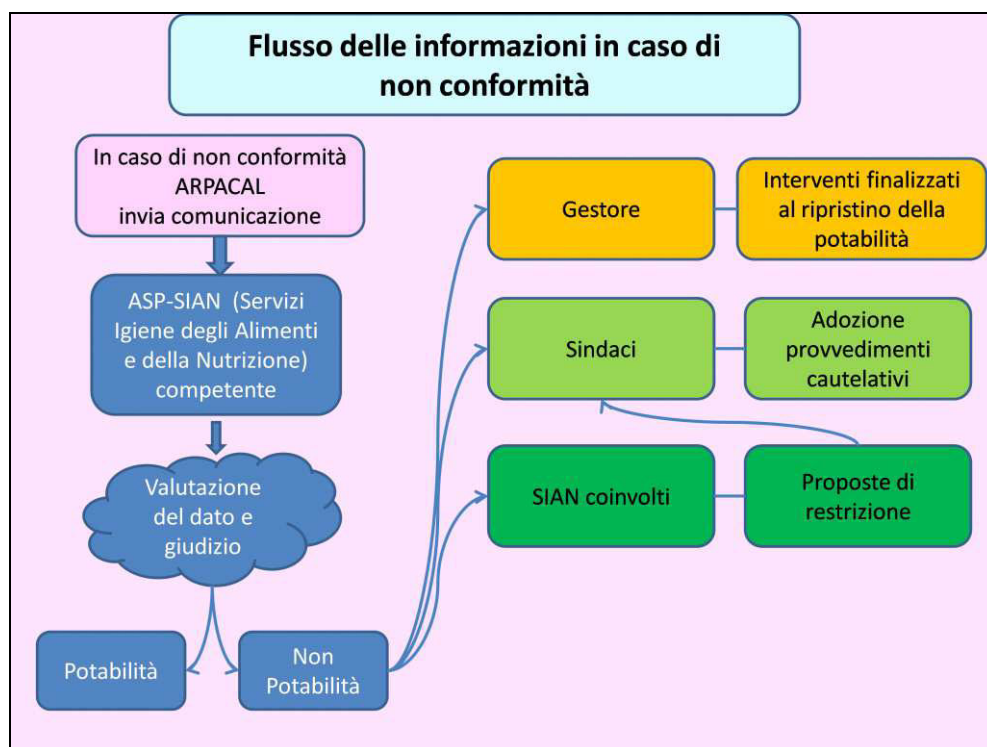 Flusso delle informazioni in caso di
non conformità
In caso di non conformità
ARPACAL
invia comunicazione
ASP-SIAN (Servizi
Igiene degli Alimenti
e della Nutrizione)
competente
Valutazione
del dato e
giudizio
Potabilità
Non
Potabilità
Gestore
Interventi finalizzati
al ripristino della
potabilità
Sindaci
Adozione
provvedimenti
cautelativi
SIAN coinvolti
Proposte di
restrizione